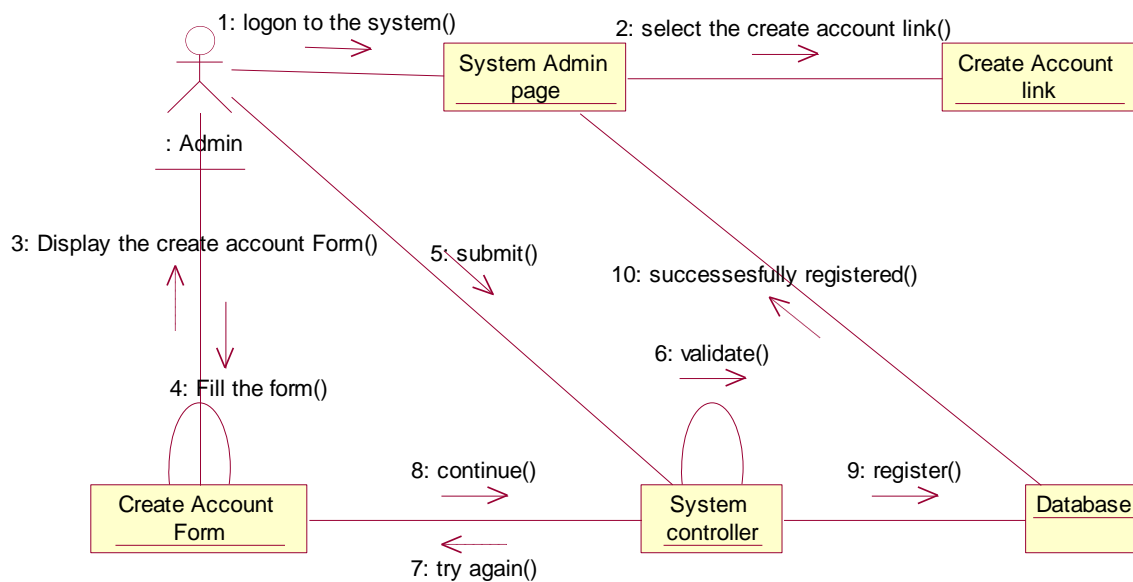 1: logon to the system()
2: select the create account link()
System Admin
page
Create Account
link
: Admin
3: Display the create account Form()
5: submit()
10: successesfully registered()
6: validate()
4: Fill the form()
8: continue()
9: register()
Create Account
Form
System
controller
Database
7: try again()